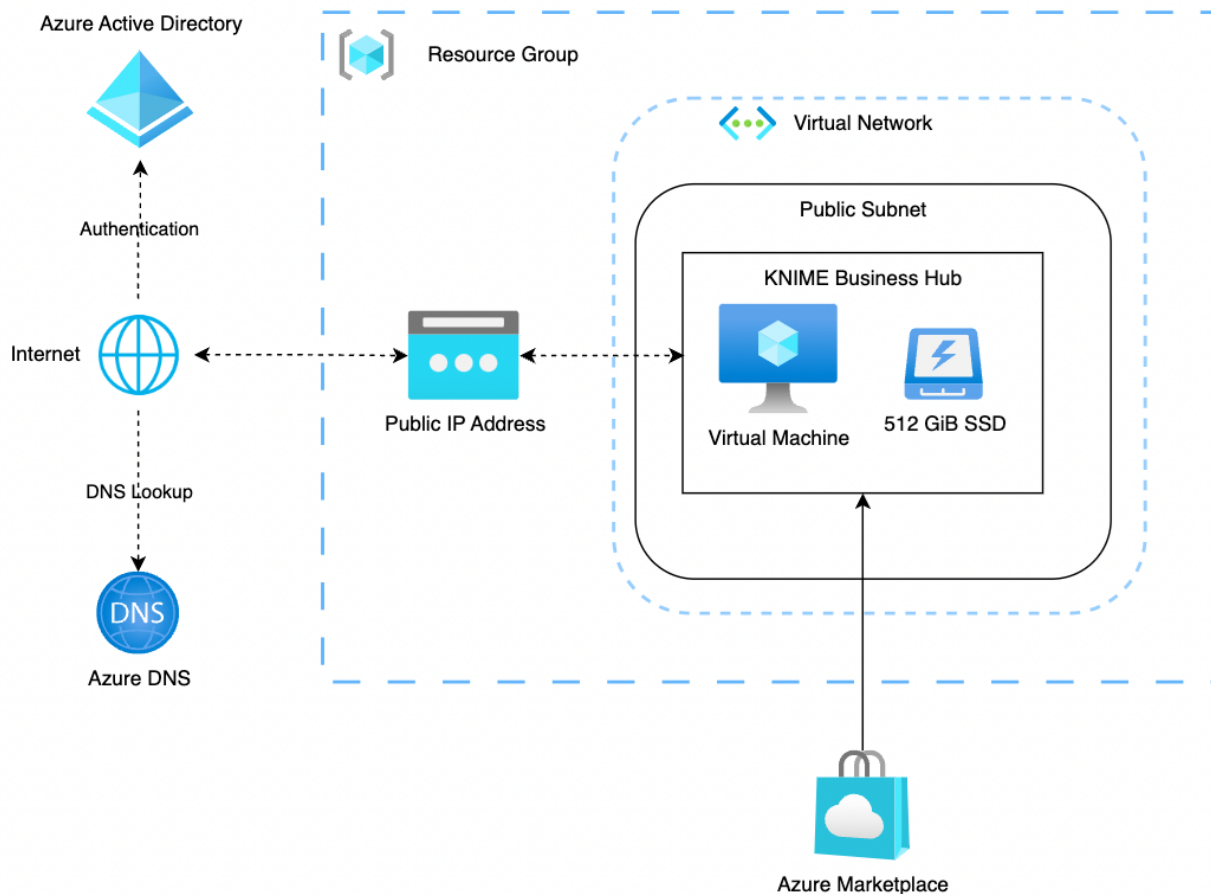 Azure Active Directory
Resource Group
Virtual Network
Public Subnet
Authentication
KNIME Business Hub
Internet
Public IP Address
Virtual Machine
512 GiB SSD
DNS Lookup
DNS
Azure DNS
Azure Marketplace